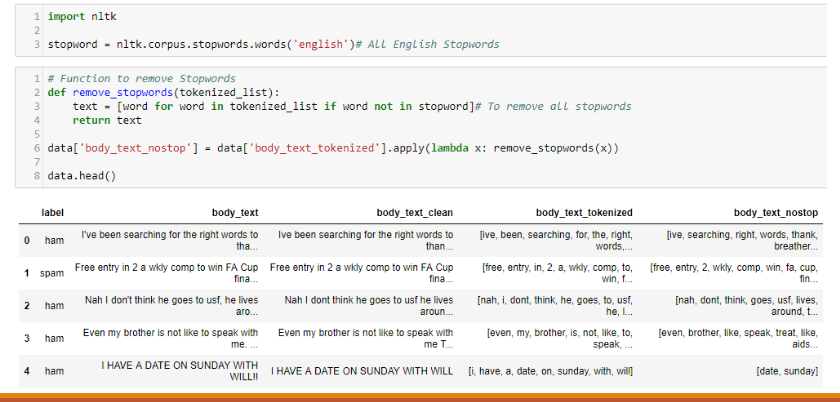 1 import nltk
2
3 stopword = nltk.corpus.stopwords.words('english')# All English Stopwords
1 # Function to remove Stopwords
2 def remove_stopwords(tokenized_list):
3     text = [word for word in tokenized_list if word not in stopword]# To remove all stopwords
4     return text
5
6 data['body_text_nostop'] = data['body_text_tokenized'].apply(lambda x: remove_stopwords(x))
7
8 data.head()
label body_text body_text_clean body_text_tokenized body_text_nostop
0 ham I've been searching for the right words to tha... Ive been searching for the right words to than... [ive, been, searching, for, the, right, words,... [ive, searching, right, words, thank, breather...
1 spam Free entry in 2 a wkly comp to win FA Cup fina... Free entry in 2 a wkly comp to win FA Cup fina... [free, entry, in, 2, a, wkly, comp, to, win, f... [free, entry, 2, wkly, comp, win, fa, cup, fin...
2 ham Nah I don't think he goes to usf, he lives aro... Nah I dont think he goes to usf he lives aroun... [nah, i, dont, think, he, goes, to, usf, he, l... [nah, dont, think, goes, usf, lives, around, t...
3 ham Even my brother is not like to speak with me. ... Even my brother is not like to speak with me T... [even, my, brother, is, not, like, to, speak, ... [even, brother, like, speak, treat, like, aids...
4 ham I HAVE A DATE ON SUNDAY WITH WILL!! I HAVE A DATE ON SUNDAY WITH WILL [i, have, a, date, on, sunday, with, will] [date, sunday]